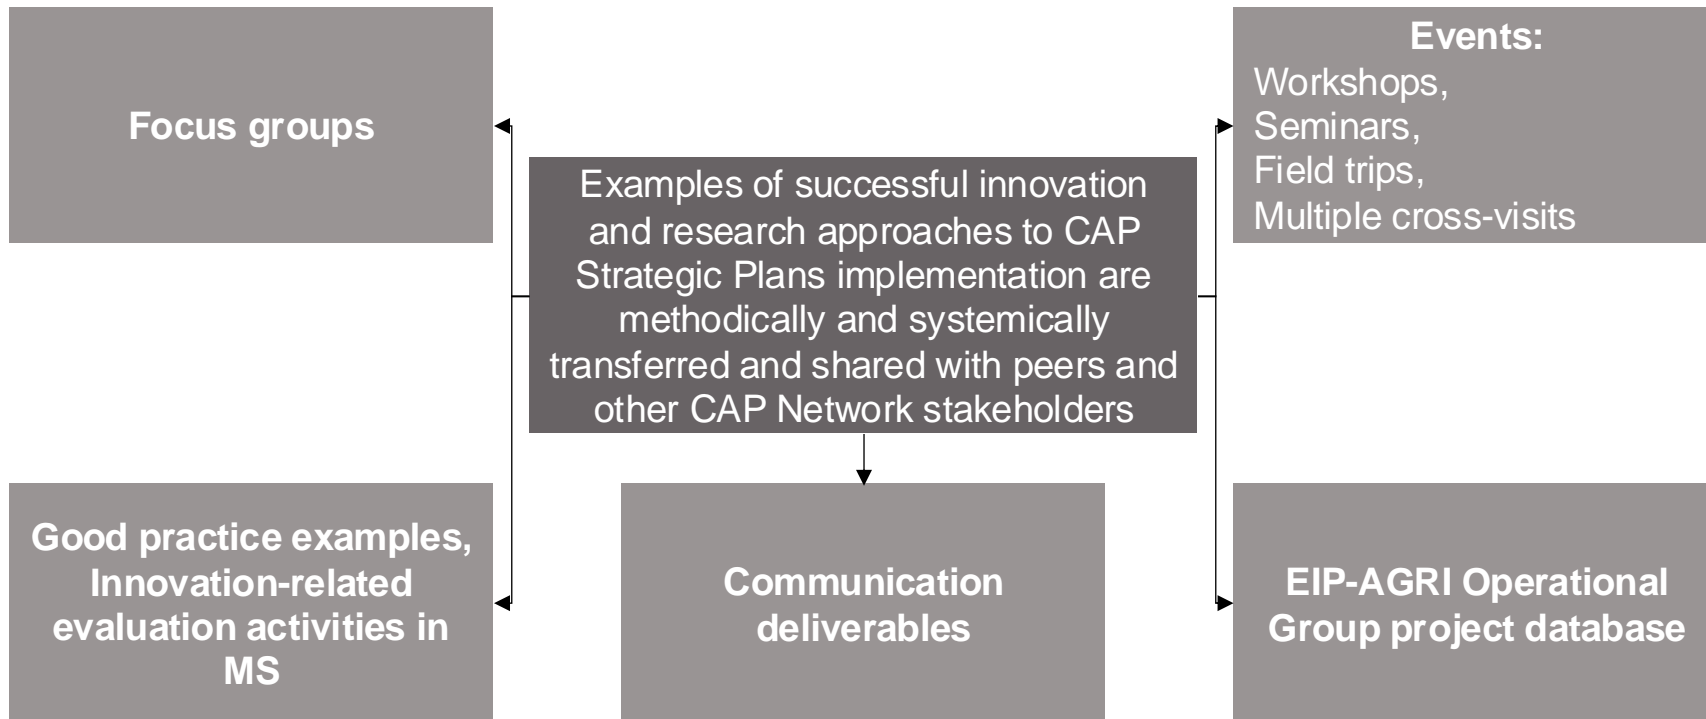 Focus groups
Events:
Workshops,
Seminars,
Field trips,
Multiple cross-visits
Examples of successful innovation
and research approaches to CAP
Strategic Plans implementation are
methodically and systemically
transferred and shared with peers and
other CAP Network stakeholders
Good practice examples,
Innovation-related
evaluation activities in
MS
Communication
deliverables
EIP-AGRI Operational
Group project database